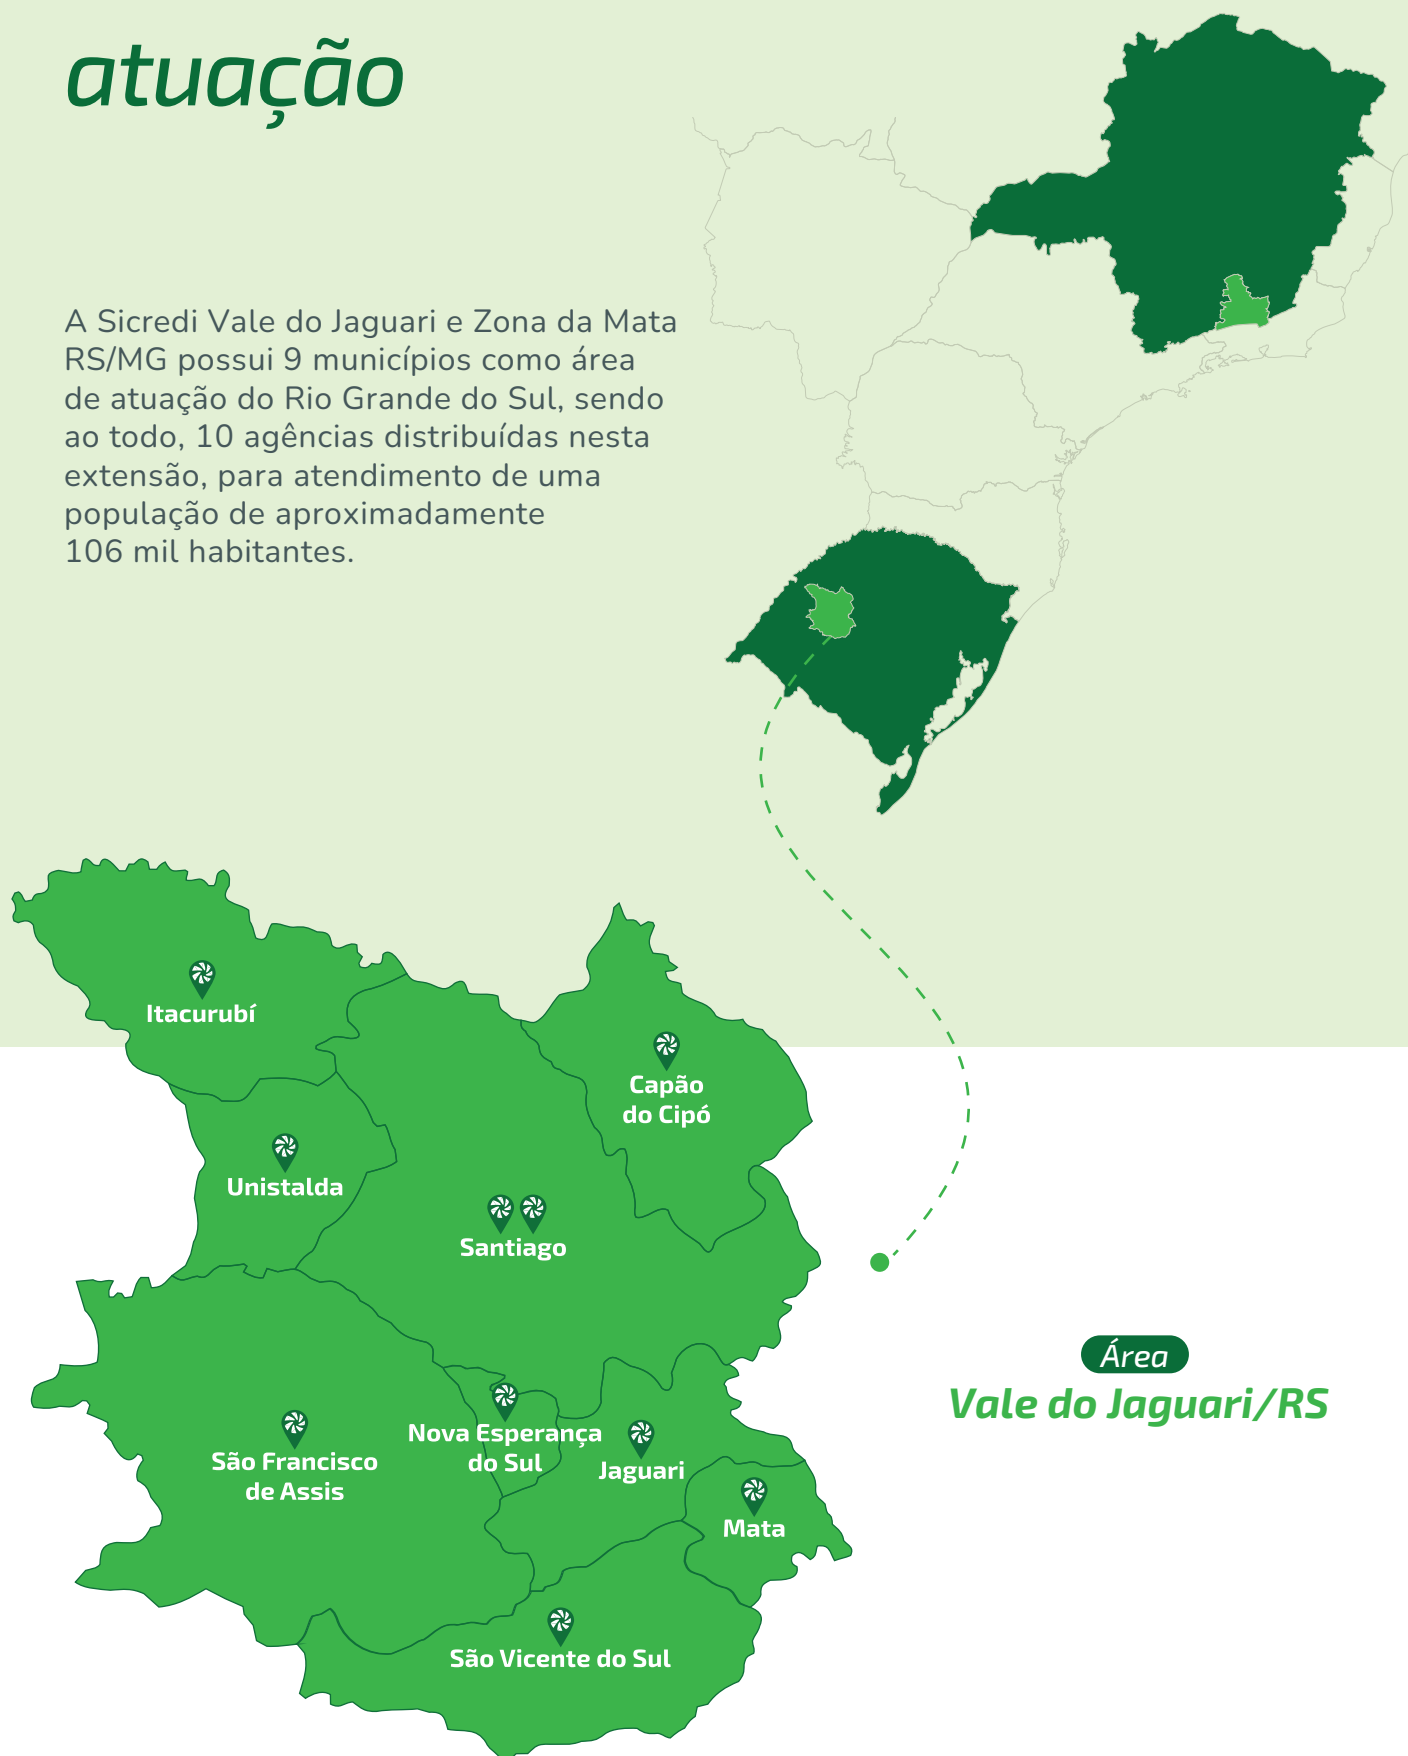 atuação
A Sicredi Vale do Jaguari e Zona da Mata
RS/MG possui 9 municípios como área
de atuação do Rio Grande do Sul, sendo
ao todo, 10 agências distribuídas nesta
extensão, para atendimento de uma
população de aproximadamente
106 mil habitantes.
Itacurubí
Capão
do Cipó
Unistalda
Santiago
Nova Esperança
do Sul
São Francisco
de Assis
Jaguari
Mata
São Vicente do Sul
Área
Vale do Jaguari/RS